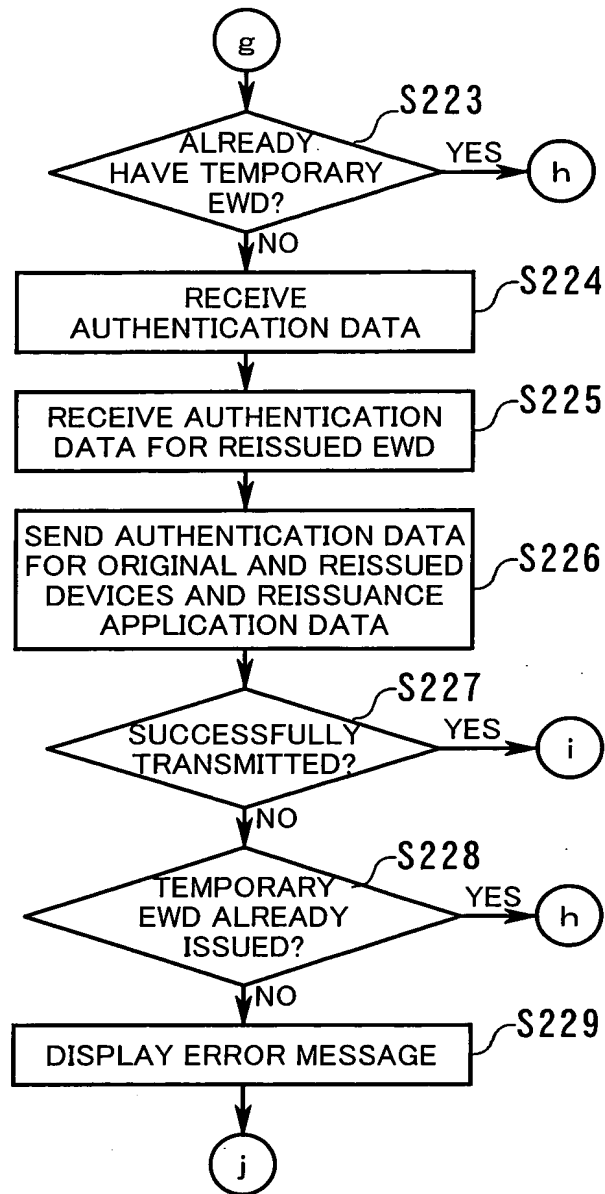 g
S223
ALREADY
HAVE TEMPORARY
EWD?
YES
h
NO
S224
RECEIVE
AUTHENTICATION DATA
S225
RECEIVE AUTHENTICATION
DATA FOR REISSUED EWD
SEND AUTHENTICATION DATA
FOR ORIGINAL AND REISSUED
DEVICES AND REISSUANCE
APPLICATION DATA
S226
S227
SUCCESSFULLY
TRANSMITTED?
YES
i
NO
S228
TEMPORARY
EWD ALREADY
ISSUED?
YES
h
NO
S229
DISPLAY ERROR MESSAGE
j